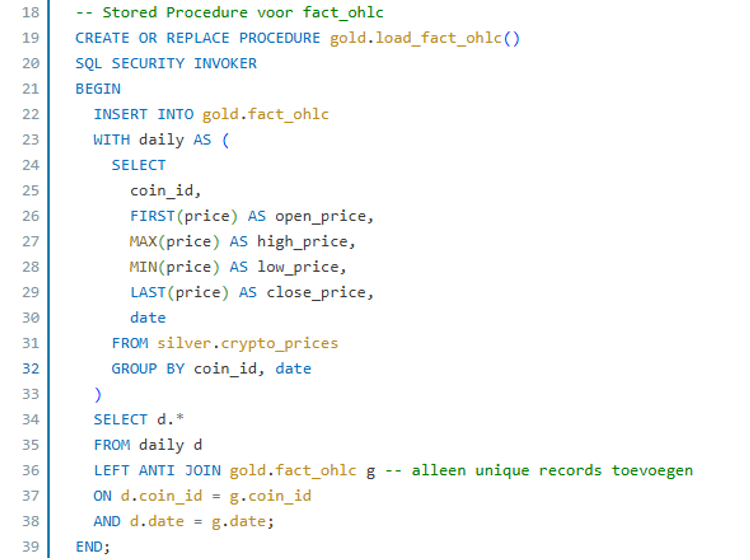 18 -- Stored Procedure voor fact_ohlc
19 CREATE OR REPLACE PROCEDURE gold.load_fact_ohlc()
20 SQL SECURITY INVOKER
21 BEGIN
22   INSERT INTO gold.fact_ohlc
23   WITH daily AS (
24     SELECT
25       coin_id,
26       FIRST(price) AS open_price,
27       MAX(price) AS high_price,
28       MIN(price) AS low_price,
29       LAST(price) AS close_price,
30       date
31     FROM silver.crypto_prices
32     GROUP BY coin_id, date
33   )
34   SELECT d.*
35   FROM daily d
36   LEFT ANTI JOIN gold.fact_ohlc g -- alleen unique records toevoegen
37   ON d.coin_id = g.coin_id
38   AND d.date = g.date;
39 END;